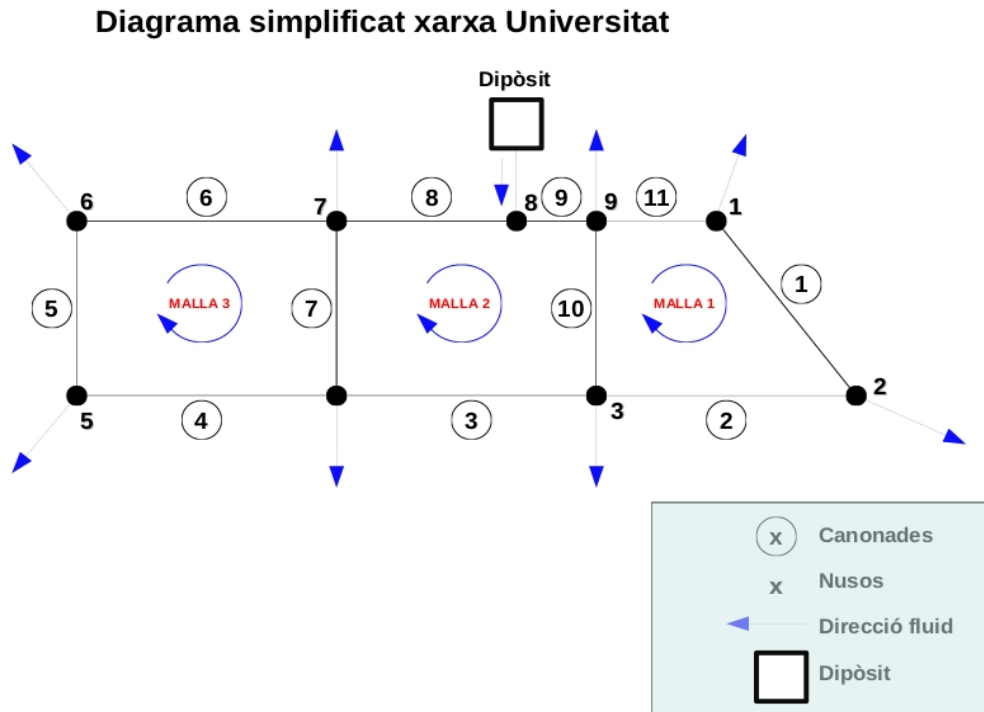 Diagrama simplificat xarxa Universitat
Dipòsit
6
6
7
8
8
9
9
11
1
5
MALLA 3
7
MALLA 2
10
MALLA 1
1
5
4
3
3
2
2
x
Canonades
x
Nusos
Direcció fluid
Dipòsit